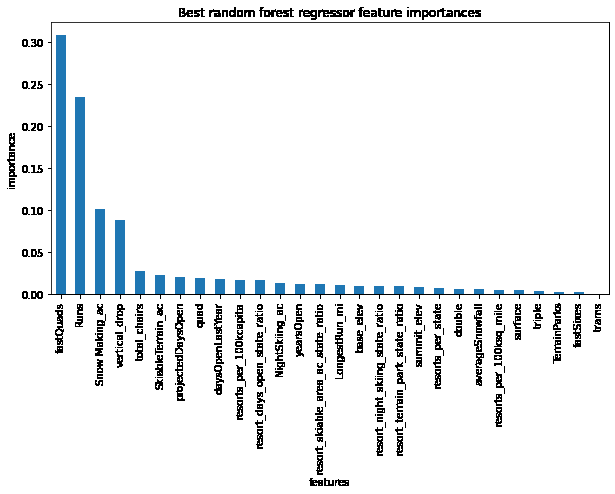 Best random forest regressor feature importances
0.30
0.25
0.20
0.15
0.10
0.05
0.00
importance
fastQuads
Runs
Snow Making_ac
vertical_drop
total_chairs
SkiableTerrain_ac
projectedDaysOpen
quad
daysOpenLastYear
resorts_per_100kcapita
resort_days_open_state_ratio
NightSkiing_ac
yearsOpen
resort_skiable_area_ac_state_ratio
LongestRun_mi
base_elev
resort_night_skiing_state_ratio
resort_terrain_park_state_ratio
summit_elev
resorts_per_state
double
averageSnowfall
resorts_per_100ksq_mile
surface
triple
TerrainParks
fastSixes
trams
features